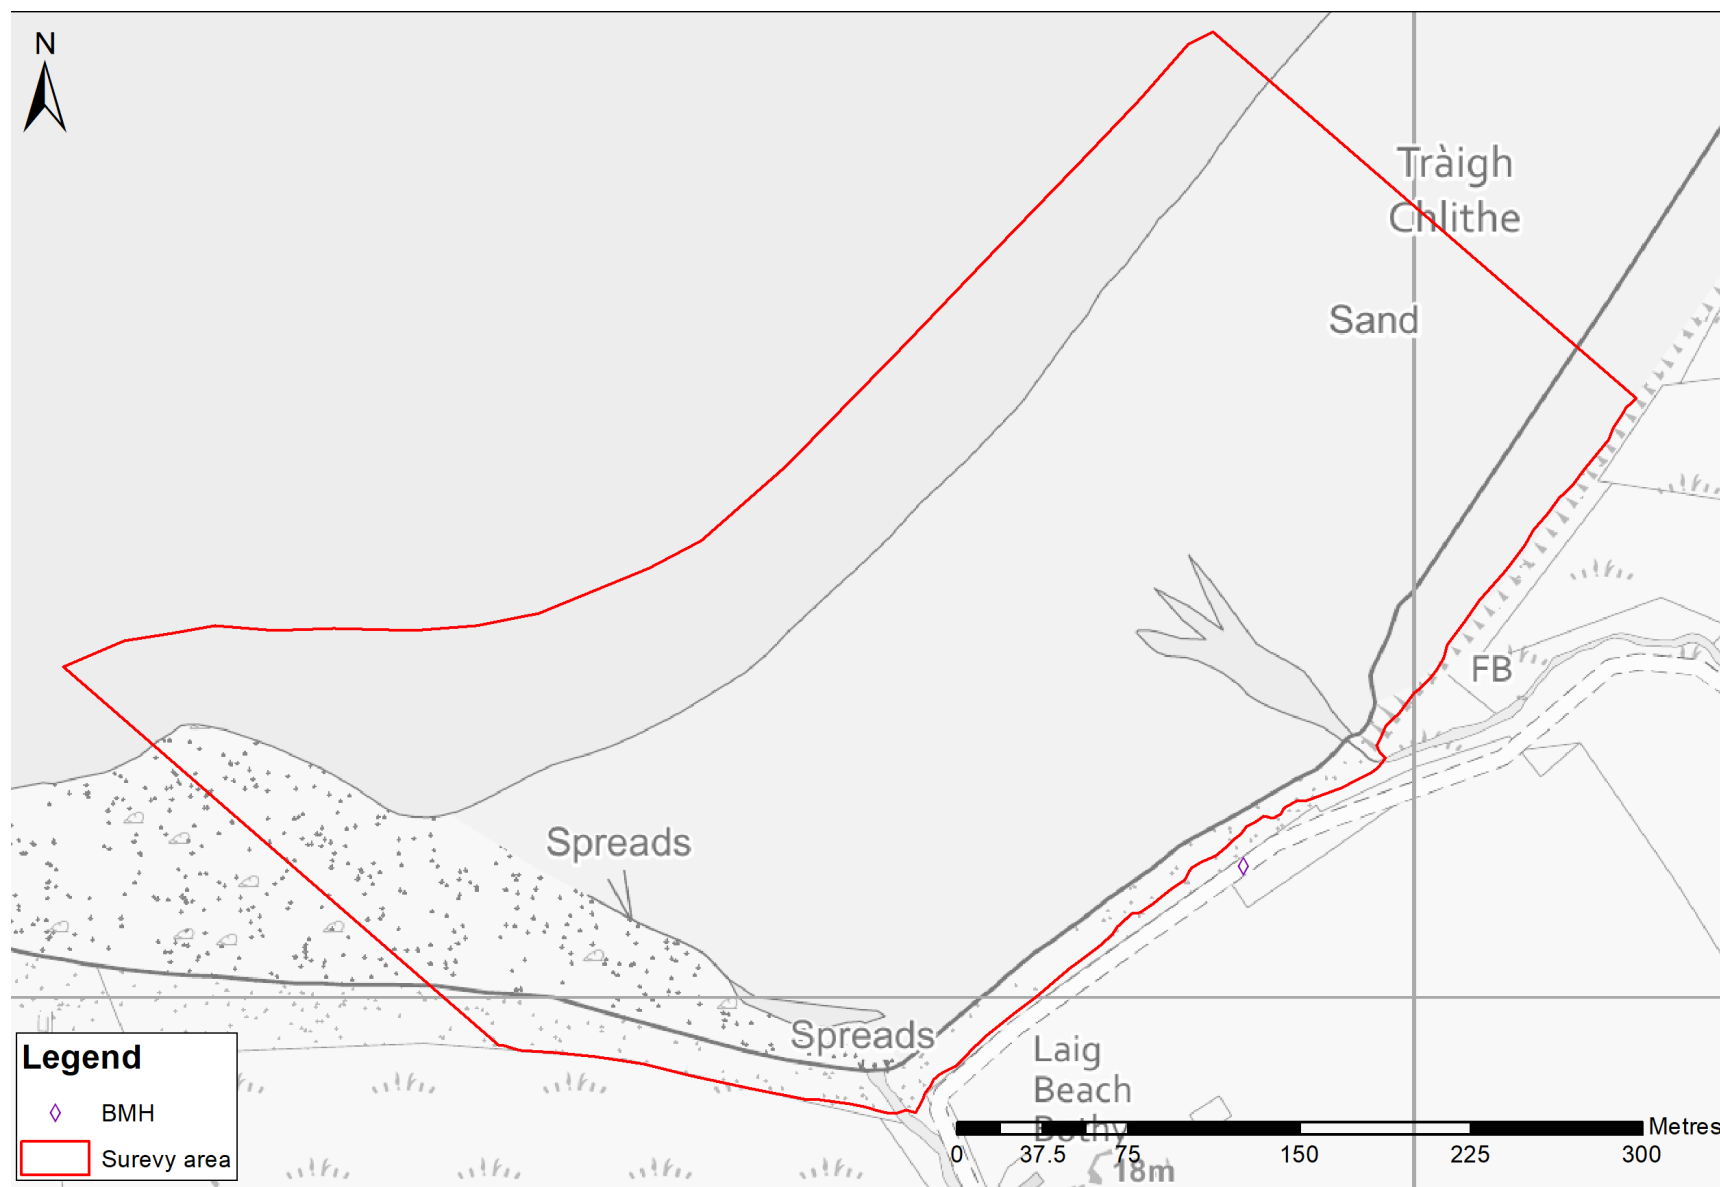 N
Tràigh
Chlithe
Sand
FB
Spreads
Spreads
Laig
Beach
Bothy
18m
Metres
0 37.5 75 150 225 300
Legend
BMH
Surevy area